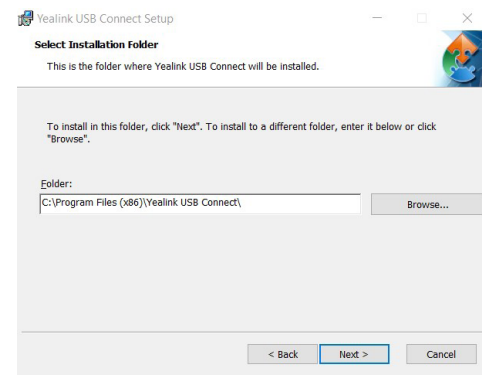 Yealink USB Connect Setup
Select Installation Folder
This is the folder where Yealink USB Connect will be installed.
To install in this folder, click "Next". To install to a different folder, enter it below or click
"Browse".
Folder:
C:\Program Files (x86)\Yealink USB Connect\
Browse...
< Back
Next >
Cancel